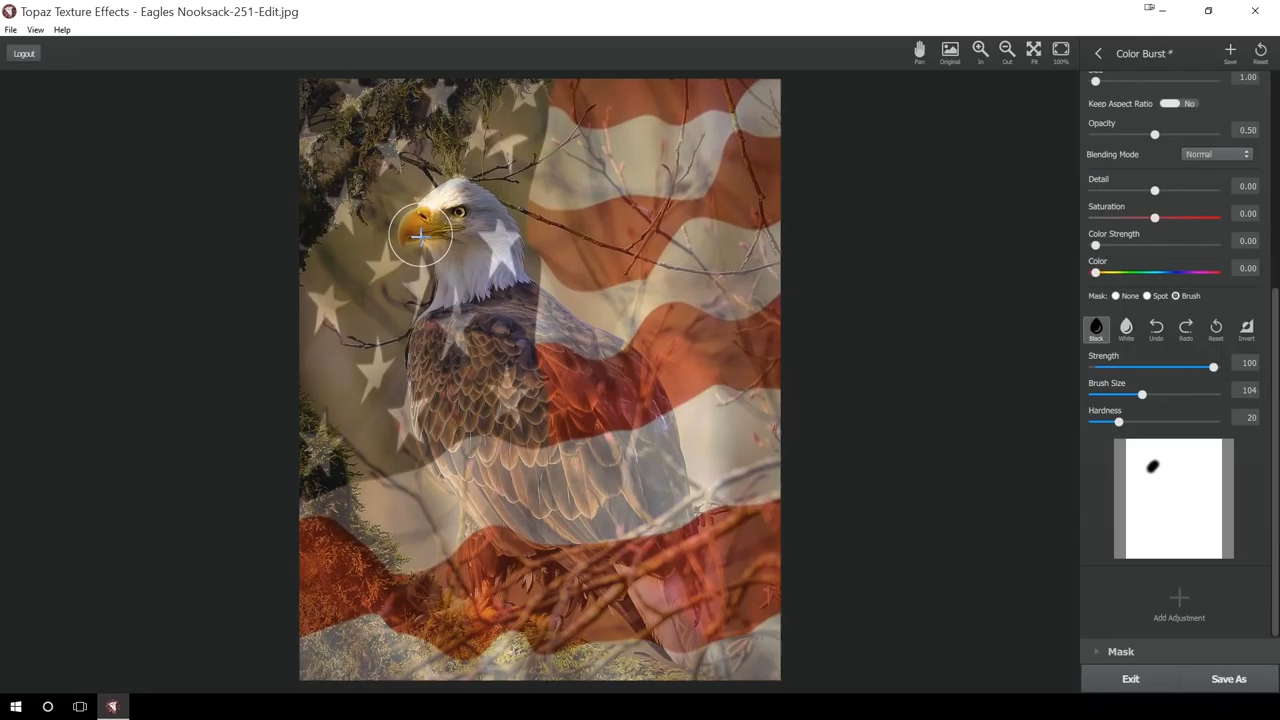 Topaz Texture Effects - Eagles Nooksack-251-Edit.jpg
File View Help
Logout
Pan Original In Out Fit 100%
Color Burst *
Save Reset
Size 1.00
Keep Aspect Ratio No
Opacity 0.50
Blending Mode Normal
Detail 0.00
Saturation 0.00
Color Strength 0.00
Color 0.00
Mask: None Spot Brush
Black White Undo Redo Reset Invert
Strength 100
Brush Size 104
Hardness 20
Add Adjustment
Mask
Exit Save As